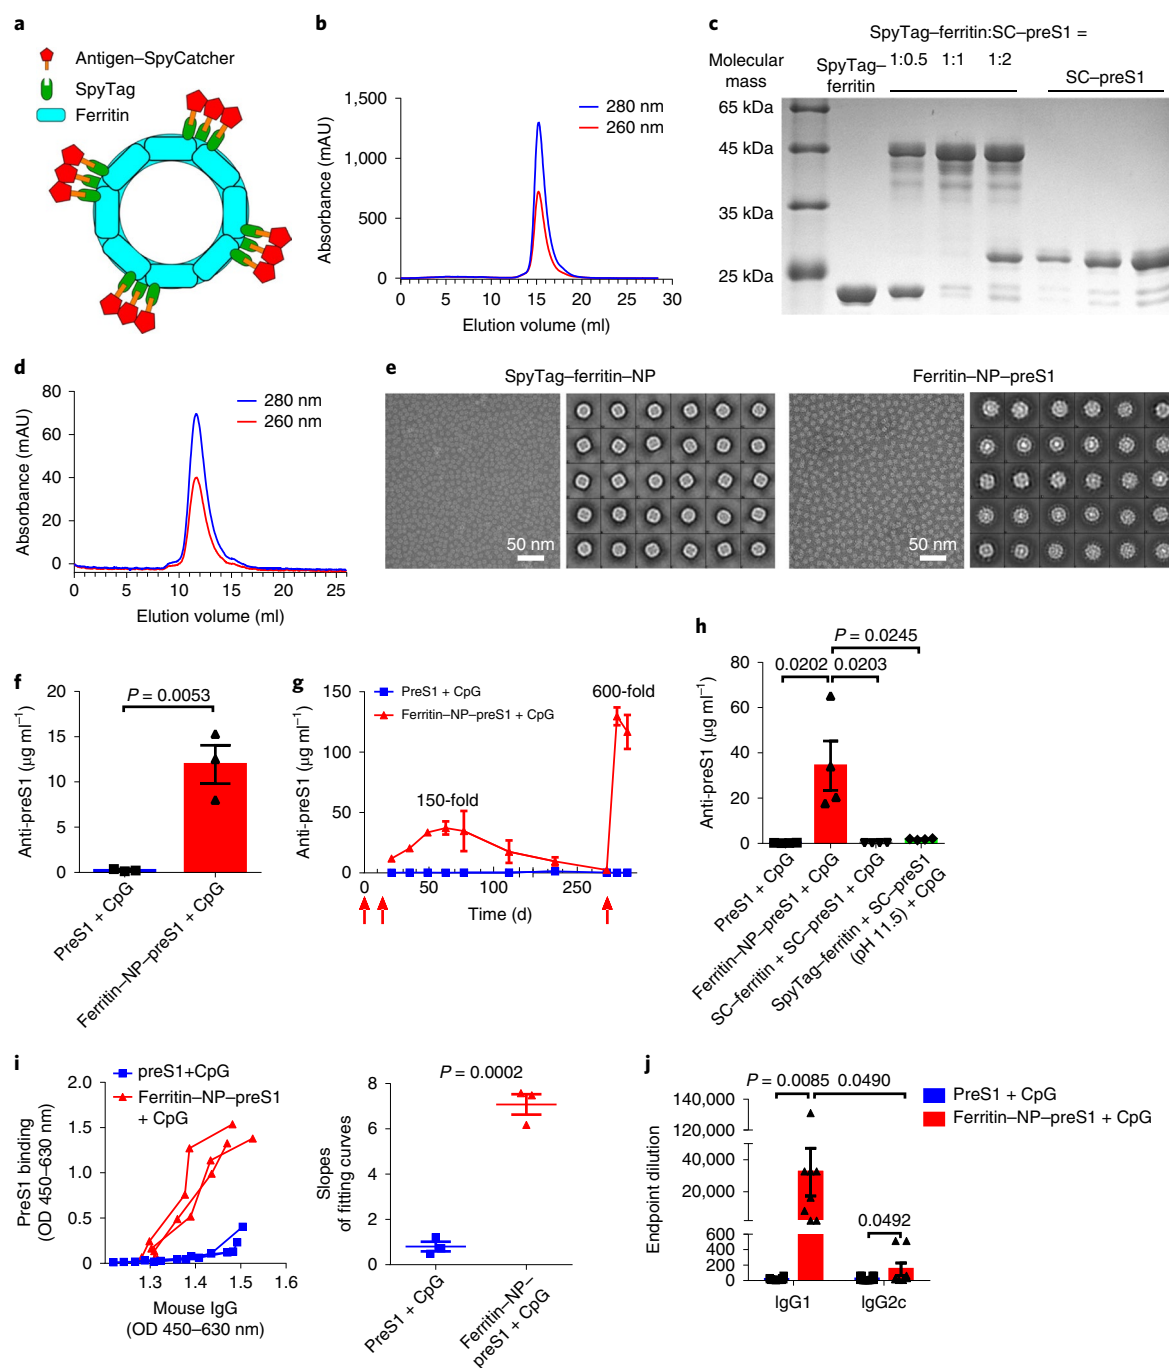 a
Antigen–SpyCatcher
SpyTag
Ferritin
b
1,500
1,000
500
0
Absorbance (mAU)
280 nm
260 nm
0 5 10 15 20 25 30
Elution volume (ml)
c
SpyTag–ferritin:SC–preS1 =
Molecular
mass
SpyTag–
ferritin
1:0.5 1:1 1:2
SC–preS1
65 kDa
45 kDa
35 kDa
25 kDa
d
80
60
40
20
0
Absorbance (mAU)
280 nm
260 nm
0 5 10 15 20 25
Elution volume (ml)
e
SpyTag–ferritin–NP
Ferritin–NP–preS1
50 nm
50 nm
f
P = 0.0053
20
15
10
5
0
Anti-preS1 (µg ml−1)
PreS1 + CpG
Ferritin–NP–preS1 + CpG
g
150
100
50
0
Anti-preS1 (µg ml−1)
PreS1 + CpG
Ferritin–NP–preS1 + CpG
600-fold
150-fold
0 50 100 250
Time (d)
h
P = 0.0245
0.0202 0.0203
80
60
40
20
0
Anti-preS1 (µg ml−1)
PreS1 + CpG
Ferritin–NP–preS1 + CpG
SC–ferritin + SC–preS1 + CpG
SpyTag–ferritin + SC–preS1
(pH 11.5) + CpG
i
preS1+CpG
Ferritin–NP–preS1
+ CpG
2.0
1.5
1.0
0.5
0
PreS1 binding
(OD 450–630 nm)
1.3 1.4 1.5 1.6
Mouse IgG
(OD 450–630 nm)
P = 0.0002
8
6
4
2
0
Slopes
of fitting curves
PreS1 + CpG
Ferritin–NP–
preS1 + CpG
j
P = 0.0085 0.0490
PreS1 + CpG
Ferritin–NP–preS1 + CpG
140,000
120,000
40,000
20,000
600
400
200
0
Endpoint dilution
0.0492
IgG1 IgG2c